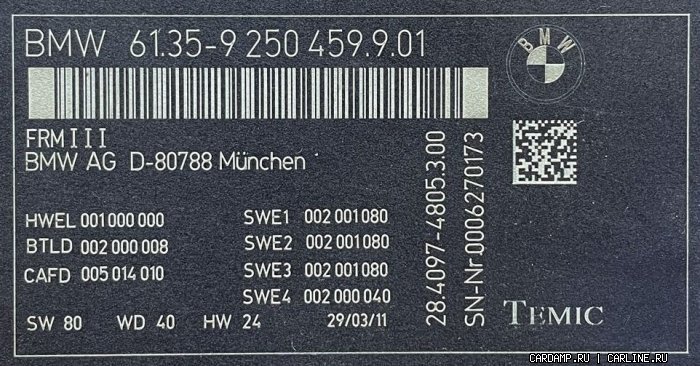 BMW 61.35-9 250 459.9.01
BMW
FRMIII
BMW AG D-80788 München
HWEL 001 000 000
BTLD 002 000 008
CAFD 005 014 010
SWE1 002 001 080
SWE2 002 001 080
SWE3 002 001 080
SWE4 002 000 040
SW 80 WD 40 HW 24 29/03/11
28.4097-4805.3.00
SN-Nr.0006270173
TEMIC
CARDAMP.RU | CARLINE.RU